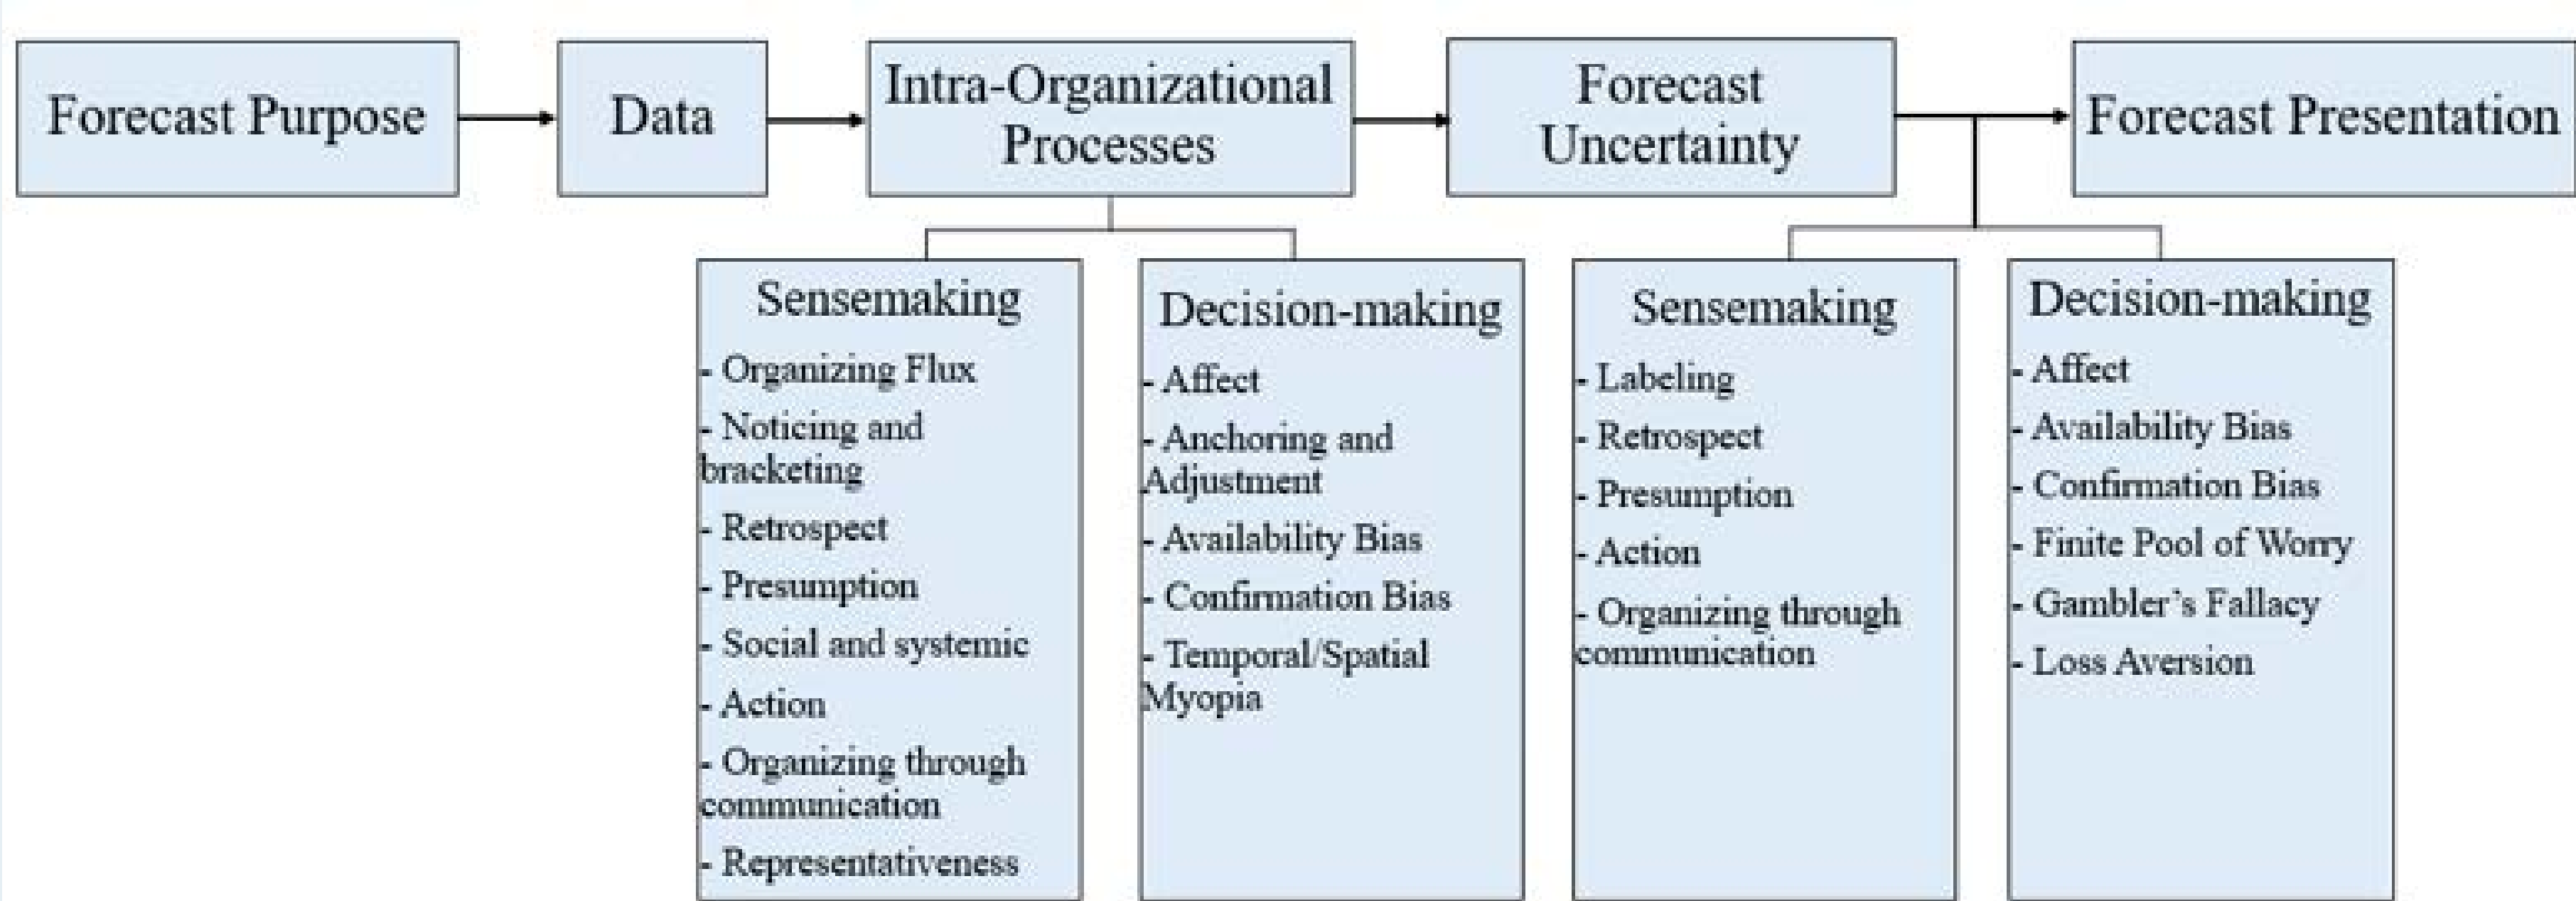 Forecast Purpose
Data
Intra-Organizational
Processes
Forecast
Uncertainty
Forecast Presentation
Sensemaking
- Organizing Flux
- Noticing and
bracketing
- Retrospect
- Presumption
- Social and systemic
- Action
- Organizing through
communication
- Representativeness
Decision-making
- Affect
- Anchoring and
Adjustment
- Availability Bias
- Confirmation Bias
- Temporal/Spatial
Myopia
Sensemaking
- Labeling
- Retrospect
- Presumption
- Action
- Organizing through
communication
Decision-making
- Affect
- Availability Bias
- Confirmation Bias
- Finite Pool of Worry
- Gambler’s Fallacy
- Loss Aversion